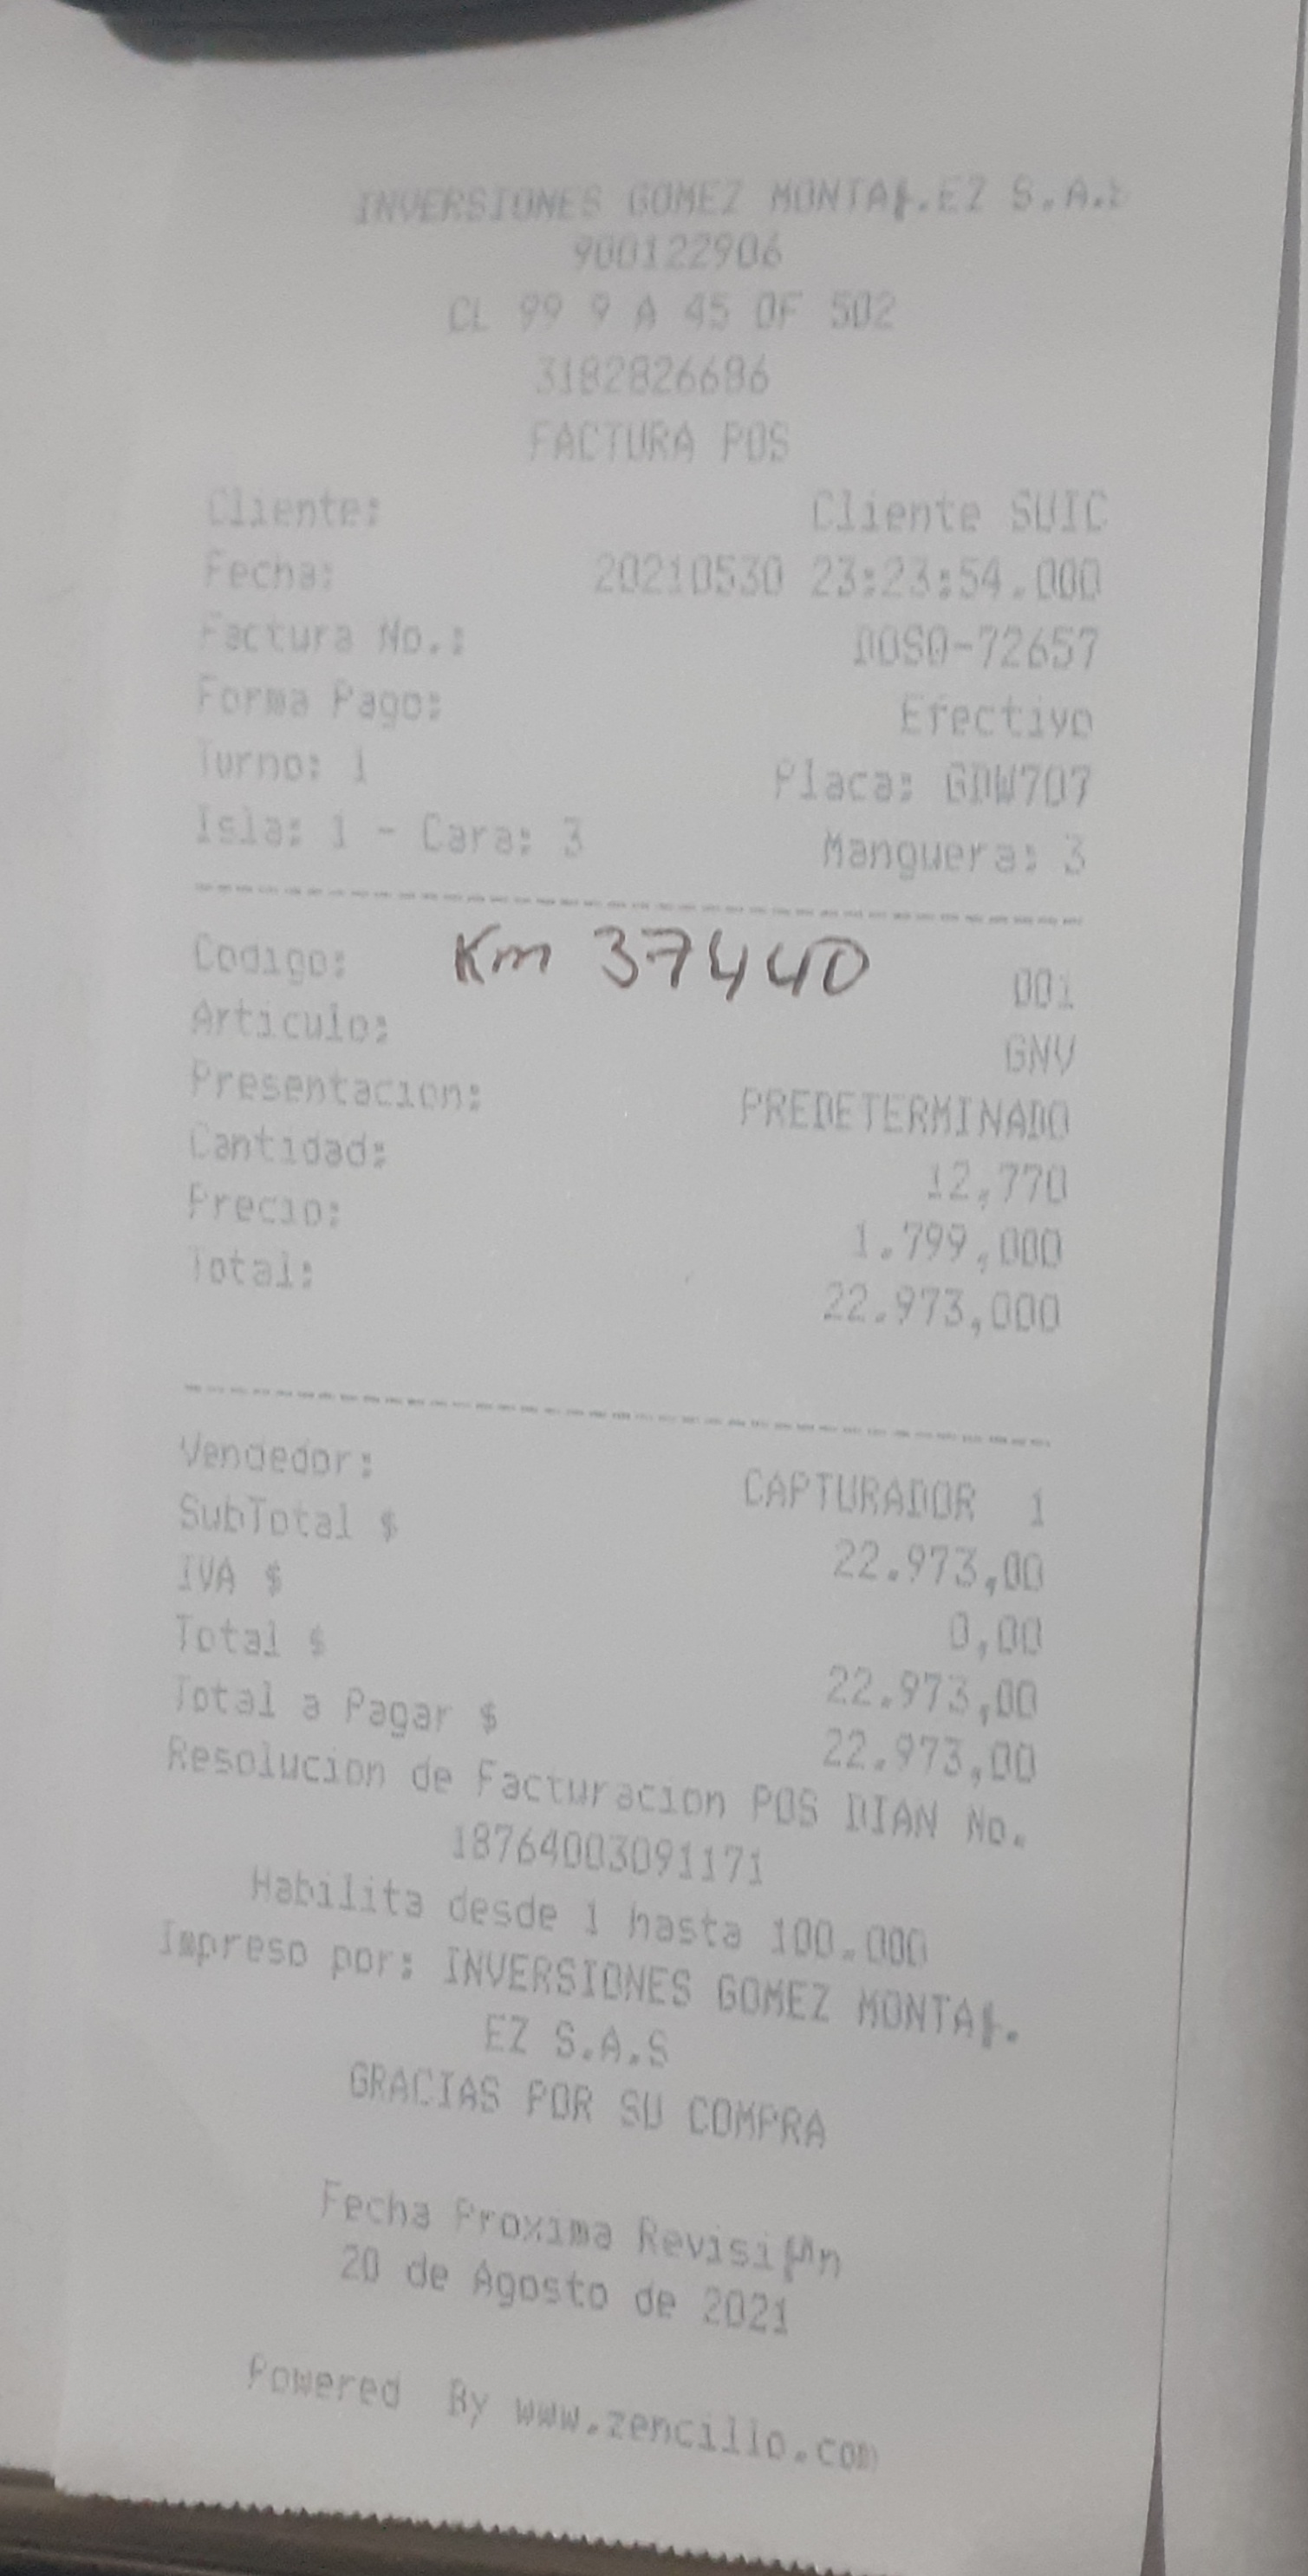 INVERSIONES GOMEZ MONTA¥.EZ S.A.S
900122906
CL 99 9 A 45 OF 502
3182826686
FACTURA POS
Cliente: Cliente SUIC
Fecha: 20210530 23:23:54.000
Factura No.: DOS0-72657
Forma Pago: Efectivo
Turno: 1 Placa: GDW707
Isla: 1 - Cara: 3 Manguera: 3
Km 37440
Codigo: 001
Articulo: GNV
Presentacion: PREDETERMINADO
Cantidad: 12,770
Precio: 1.799,000
Total: 22.973,000
Vendedor: CAPTURADOR 1
SubTotal $ 22.973,00
IVA $ 0,00
Total $ 22.973,00
Total a Pagar $ 22.973,00
Resolucion de Facturacion POS DIAN No.
18764003091171
Habilita desde 1 hasta 100.000
Impreso por: INVERSIONES GOMEZ MONTA¥.
EZ S.A.S
GRACIAS POR SU COMPRA
Fecha Proxima Revisi
20 de Agosto de 2021
Powered By www.zencillo.com